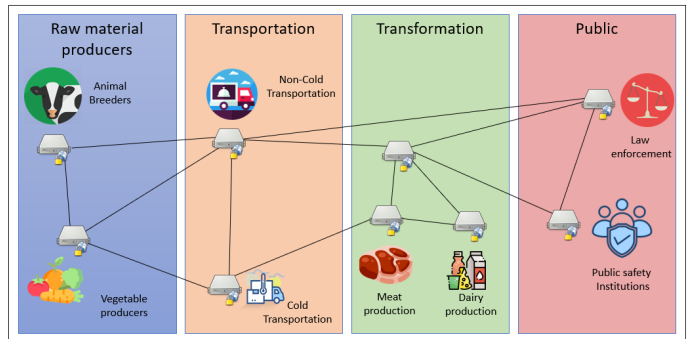 Raw material
producers
Transportation
Transformation
Public
Animal
Breeders
Non-Cold
Transportation
Law
enforcement
Vegetable
producers
Cold
Transportation
Meat
production
Dairy
production
Public safety
Institutions